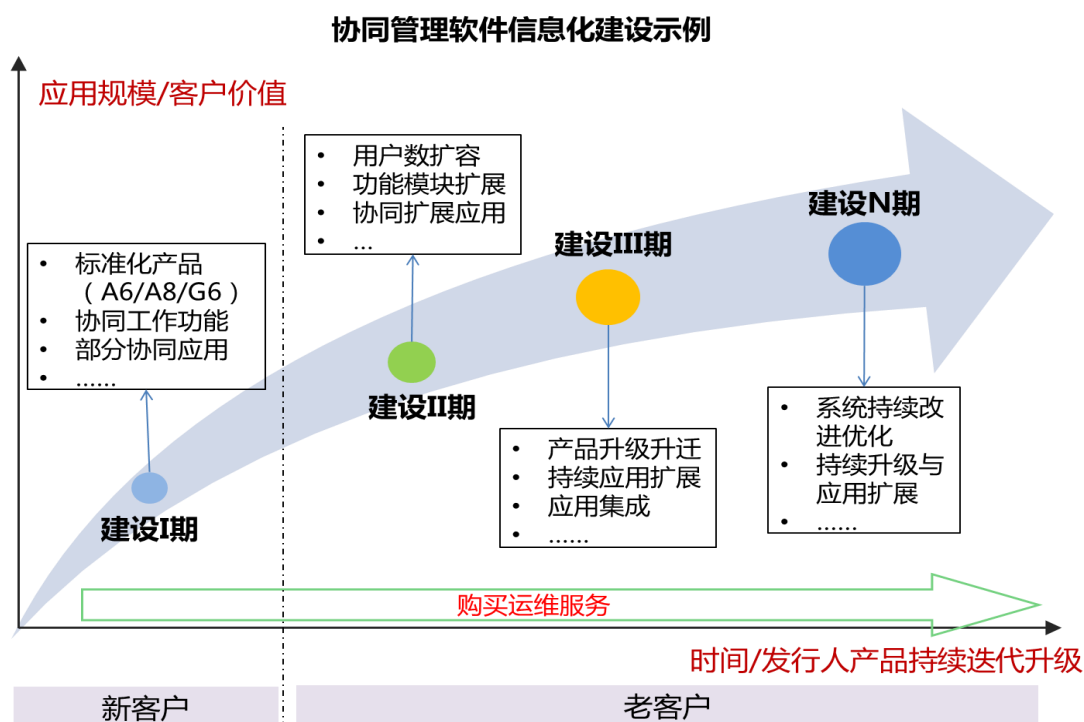 协同管理软件信息化建设示例
应用规模/客户价值
• 用户数扩容
• 功能模块扩展
• 协同扩展应用
• …
建设N期
建设III期
• 标准化产品
（A6/A8/G6）
• 协同工作功能
• 部分协同应用
• ……
建设II期
• 系统持续改
进优化
• 持续升级与
应用扩展
• ……
• 产品升级升迁
• 持续应用扩展
• 应用集成
• ……
建设I期
购买运维服务
时间/发行人产品持续迭代升级
新客户
老客户